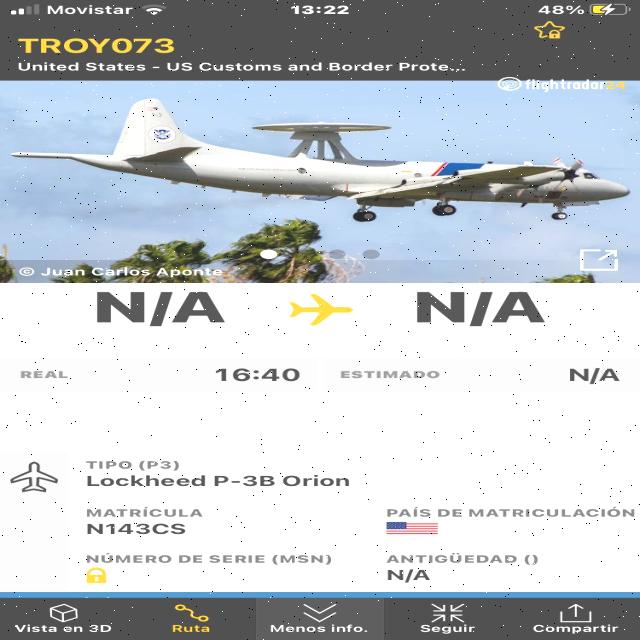 Movistar 13:22 48%
TROY073
United States - US Customs and Border Prote...
flightradar24
© Juan Carlos Aponte
N/A N/A
REAL 16:40 ESTIMADO N/A
TIPO (P3)
Lockheed P-3B Orion
MATRÍCULA PAÍS DE MATRICULACIÓN
N143CS
NÚMERO DE SERIE (MSN) ANTIGÜEDAD ()
N/A
Vista en 3D Ruta Menos info. Seguir Compartir